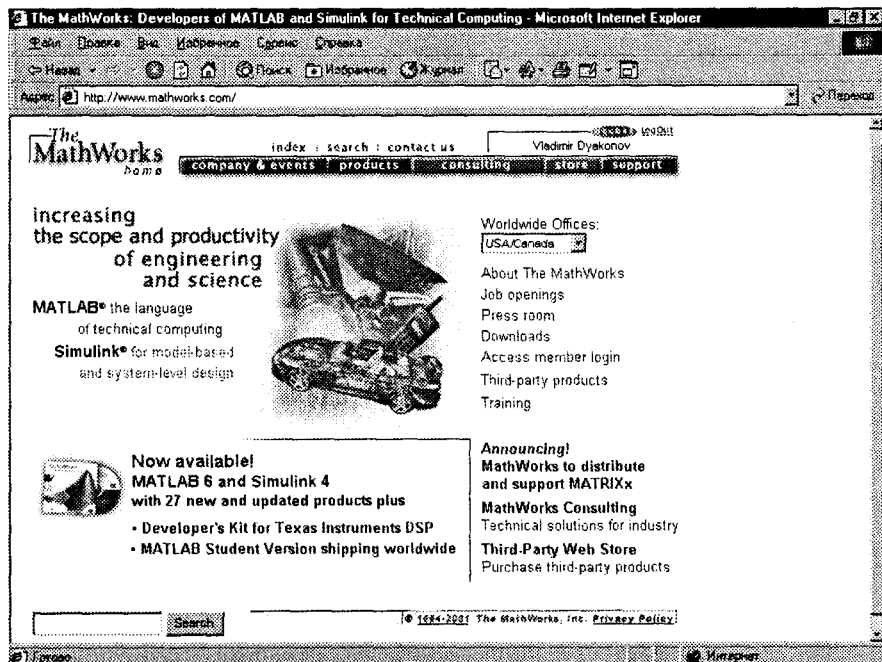 The MathWorks: Developers of MATLAB and Simulink for Technical Computing - Microsoft Internet Explorer
Файл Правка Вид Избранное Сервис Справка
Назад Поиск Избранное Журнал
Адрес http://www.mathworks.com/ Переход
The MathWorks
home
index : search : contact us
LogOut
Vladimir Dyakonov
company & events products consulting store support
increasing
the scope and productivity
of engineering
and science
MATLAB® the language
of technical computing
Simulink® for model-based
and system-level design
Worldwide Offices:
USA/Canada
About The MathWorks
Job openings
Press room
Downloads
Access member login
Third-party products
Training
Now available!
MATLAB 6 and Simulink 4
with 27 new and updated products plus
• Developer's Kit for Texas Instruments DSP
• MATLAB Student Version shipping worldwide
Announcing!
MathWorks to distribute
and support MATRIXx
MathWorks Consulting
Technical solutions for industry
Third-Party Web Store
Purchase third-party products
Search
© 1994-2001 The MathWorks, Inc. Privacy Policy
Готово Интернет